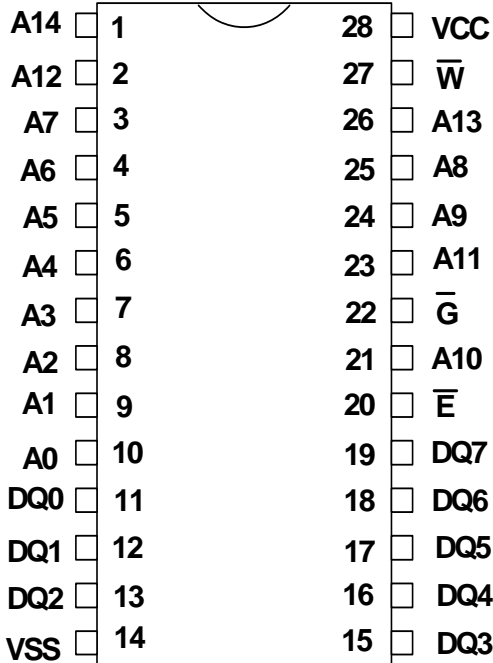 A14 1 28 VCC
A12 2 27 W̅
A7 3 26 A13
A6 4 25 A8
A5 5 24 A9
A4 6 23 A11
A3 7 22 G̅
A2 8 21 A10
A1 9 20 E̅
A0 10 19 DQ7
DQ0 11 18 DQ6
DQ1 12 17 DQ5
DQ2 13 16 DQ4
VSS 14 15 DQ3